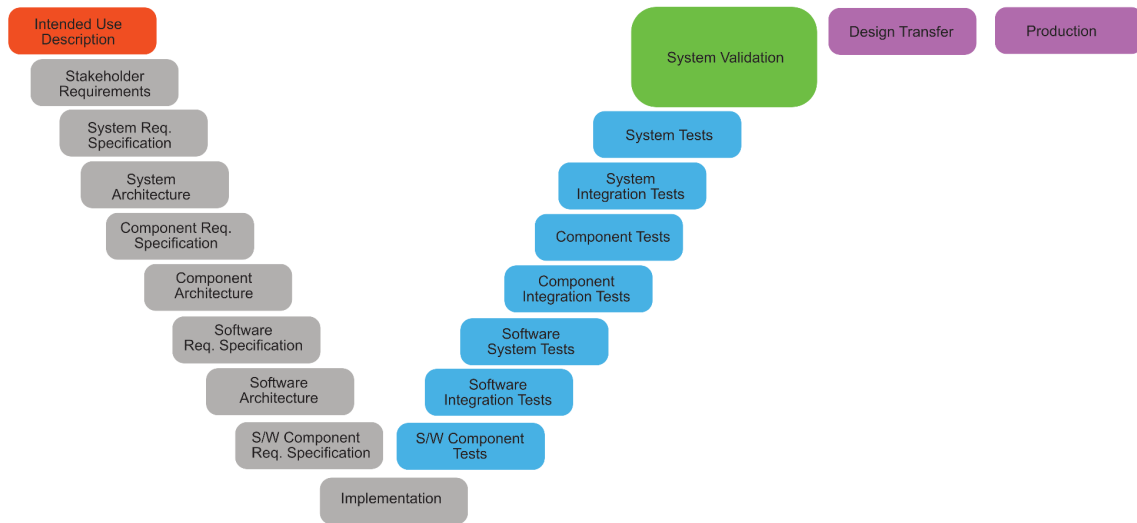 Intended Use
Description
Stakeholder
Requirements
System Req.
Specification
System
Architecture
Component Req.
Specification
Component
Architecture
Software
Req. Specification
Software
Architecture
S/W Component
Req. Specification
Implementation
S/W Component
Tests
Software
Integration Tests
Software
System Tests
Component
Integration Tests
Component Tests
System
Integration Tests
System Tests
System Validation
Design Transfer
Production